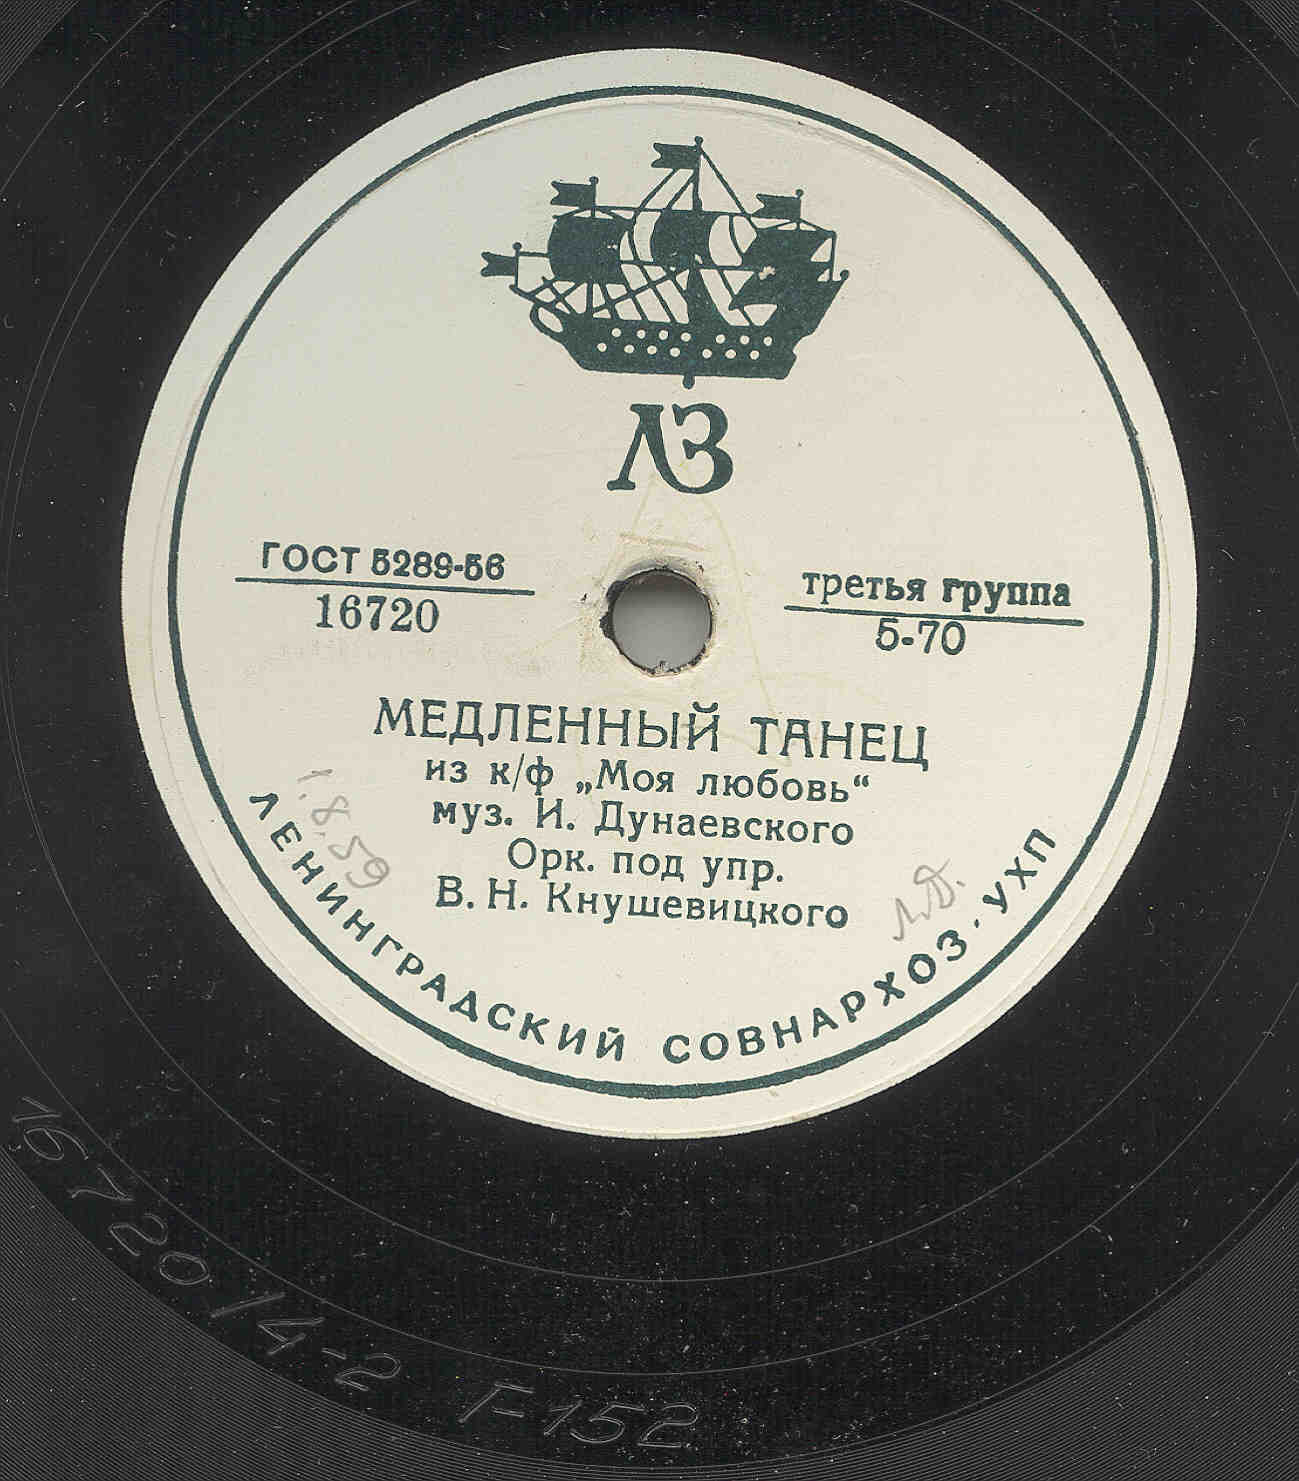 ЛЗ
ГОСТ 5289-56
16720
третья группа
5-70
МЕДЛЕННЫЙ ТАНЕЦ
из к/ф „Моя любовь“
муз. И. Дунаевского
Орк. под упр.
В. Н. Кнушевицкого
1.8.59
ЛЕНИНГРАДСКИЙ СОВНАРХОЗ · УХП
16720/4-2 Г-152